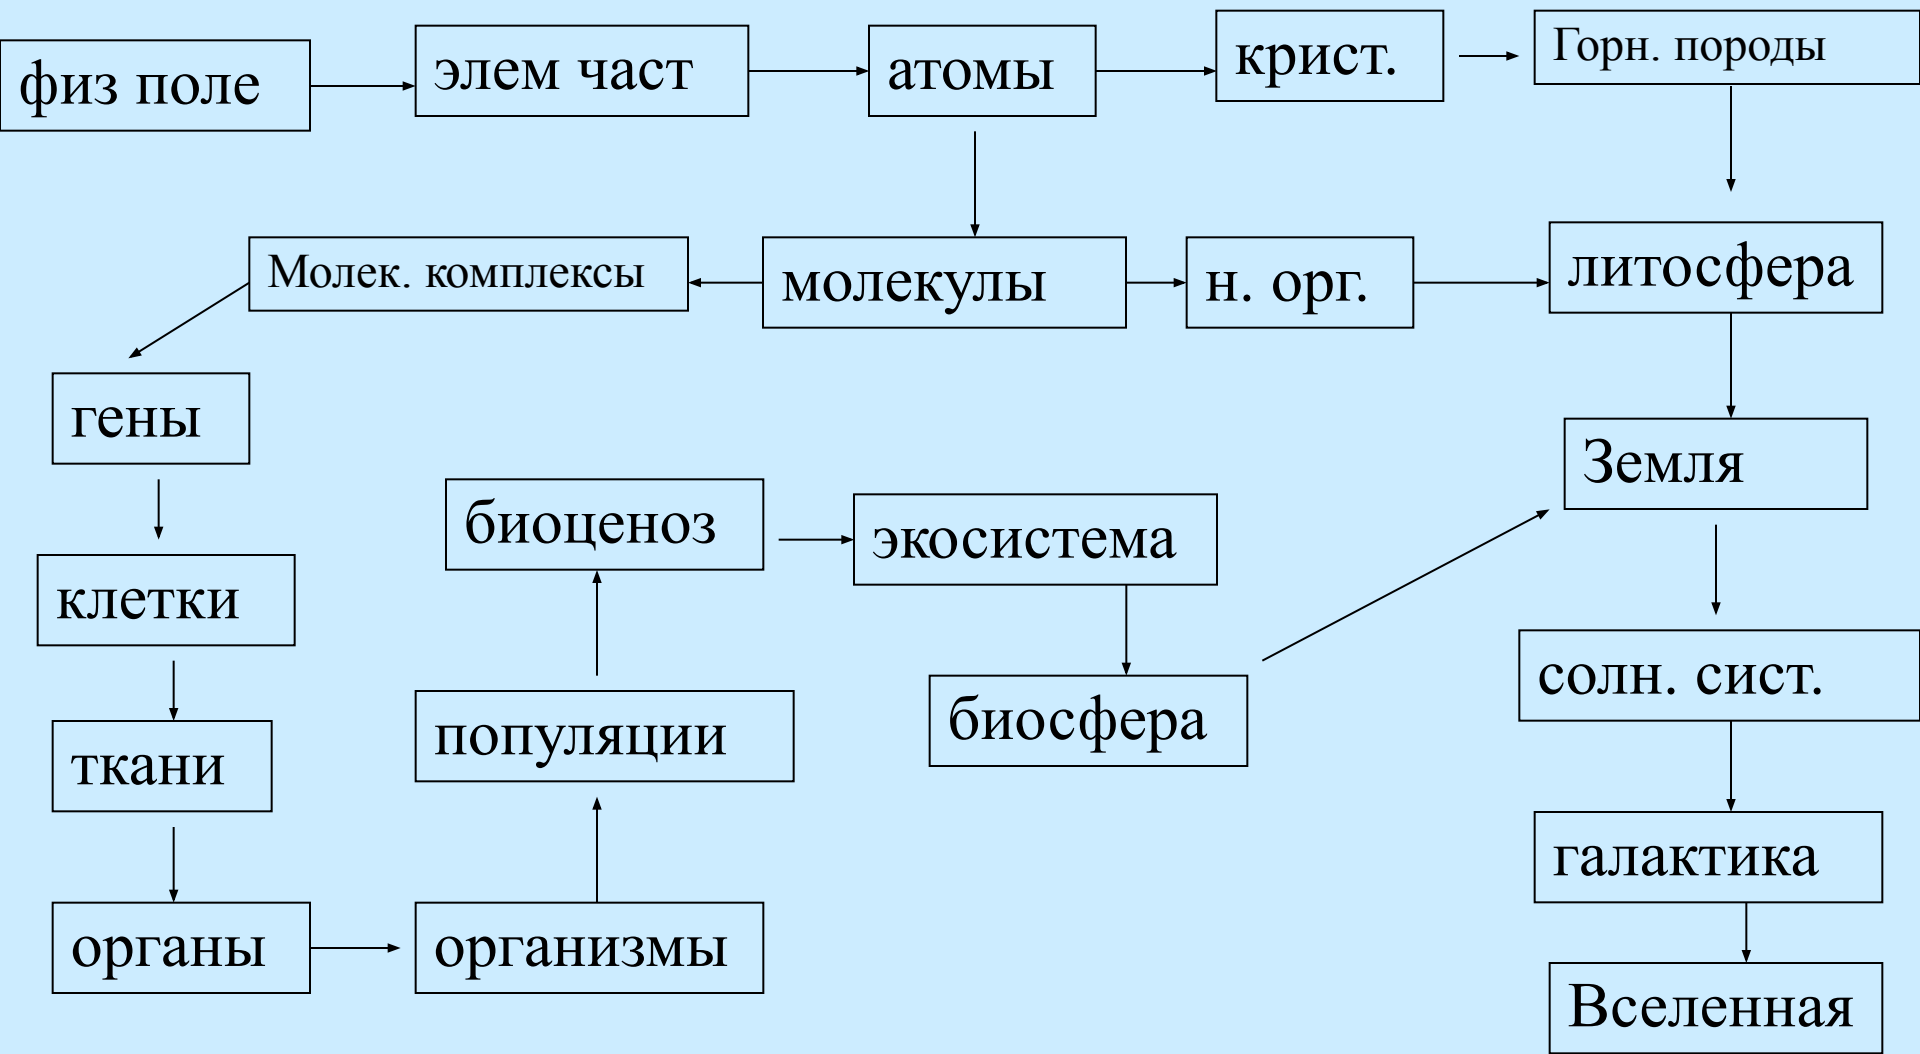 физ поле
элем част
атомы
крист.
Горн. породы
Молек. комплексы
молекулы
н. орг.
литосфера
гены
Земля
биоценоз
экосистема
клетки
солн. сист.
популяции
биосфера
ткани
галактика
органы
организмы
Вселенная